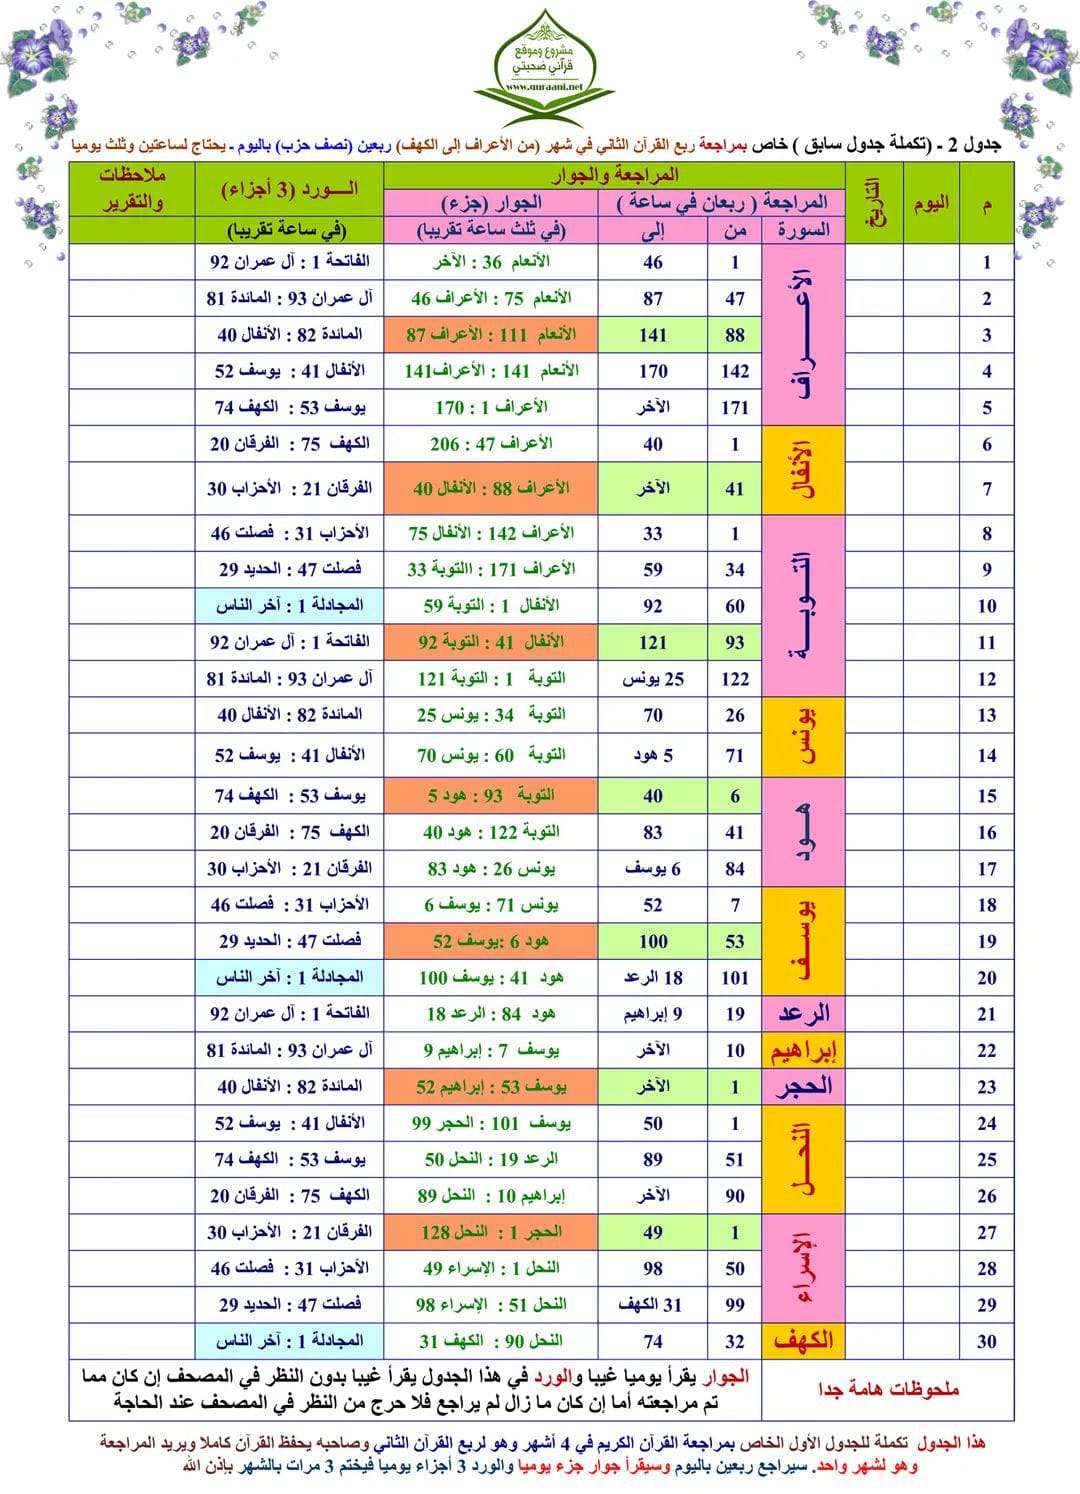 مشروع وموقع
قرآني صحبتي
www.quraani.net
جدول 2 ـ (تكملة جدول سابق ) خاص بمراجعة ربع القرآن الثاني في شهر (من الأعراف إلى الكهف) ربعين (نصف حزب) باليوم ـ يحتاج لساعتين وثلث يوميا
م اليوم التاريخ المراجعة والجوار الـــورد (3 أجزاء) ملاحظات والتقرير
المراجعة ( ربعان في ساعة ) الجوار (جزء)
السورة من إلى (في ثلث ساعة تقريبا) (في ساعة تقريبا)
1 الأعـــراف 1 46 الأنعام 36 : الآخر الفاتحة 1 : آل عمران 92
2 47 87 الأنعام 75 : الأعراف 46 آل عمران 93 : المائدة 81
3 88 141 الأنعام 111 : الأعراف 87 المائدة 82 : الأنفال 40
4 142 170 الأنعام 141 : الأعراف141 الأنفال 41 : يوسف 52
5 171 الآخر الأعراف 1 : 170 يوسف 53 : الكهف 74
6 الأنفال 1 40 الأعراف 47 : 206 الكهف 75 : الفرقان 20
7 41 الآخر الأعراف 88 : الأنفال 40 الفرقان 21 : الأحزاب 30
8 التـــوبـــة 1 33 الأعراف 142 : الأنفال 75 الأحزاب 31 : فصلت 46
9 34 59 الأعراف 171 : االتوبة 33 فصلت 47 : الحديد 29
10 60 92 الأنفال 1 : التوبة 59 المجادلة 1 : آخر الناس
11 93 121 الأنفال 41 : التوبة 92 الفاتحة 1 : آل عمران 92
12 122 25 يونس التوبة 1 : التوبة 121 آل عمران 93 : المائدة 81
13 يونس 26 70 التوبة 34 : يونس 25 المائدة 82 : الأنفال 40
14 71 5 هود التوبة 60 : يونس 70 الأنفال 41 : يوسف 52
15 هـــود 6 40 التوبة 93 : هود 5 يوسف 53 : الكهف 74
16 41 83 التوبة 122 : هود 40 الكهف 75 : الفرقان 20
17 84 6 يوسف يونس 26 : هود 83 الفرقان 21 : الأحزاب 30
18 يوســـف 7 52 يونس 71 : يوسف 6 الأحزاب 31 : فصلت 46
19 53 100 هود 6 :يوسف 52 فصلت 47 : الحديد 29
20 101 18 الرعد هود 41 : يوسف 100 المجادلة 1 : آخر الناس
21 الرعد 19 9 إبراهيم هود 84 : الرعد 18 الفاتحة 1 : آل عمران 92
22 إبراهيم 10 الآخر يوسف 7 : إبراهيم 9 آل عمران 93 : المائدة 81
23 الحجر 1 الآخر يوسف 53 : إبراهيم 52 المائدة 82 : الأنفال 40
24 النحـــل 1 50 يوسف 101 : الحجر 99 الأنفال 41 : يوسف 52
25 51 89 الرعد 19 : النحل 50 يوسف 53 : الكهف 74
26 90 الآخر إبراهيم 10 : النحل 89 الكهف 75 : الفرقان 20
27 الإسراء 1 49 الحجر 1 : النحل 128 الفرقان 21 : الأحزاب 30
28 50 98 النحل 1 : الإسراء 49 الأحزاب 31 : فصلت 46
29 99 31 الكهف النحل 51 : الإسراء 98 فصلت 47 : الحديد 29
30 الكهف 32 74 النحل 90 : الكهف 31 المجادلة 1 : آخر الناس
ملحوظات هامة جدا
الجوار يقرأ يوميا غيبا والورد في هذا الجدول يقرأ غيبا بدون النظر في المصحف إن كان مما
تم مراجعته أما إن كان ما زال لم يراجع فلا حرج من النظر في المصحف عند الحاجة
هذا الجدول تكملة للجدول الأول الخاص بمراجعة القرآن الكريم في 4 أشهر وهو لربع القرآن الثاني وصاحبه يحفظ القرآن كاملا ويريد المراجعة
وهو لشهر واحد. سيراجع ربعين باليوم وسيقرأ جوار جزء يوميا والورد 3 أجزاء يوميا فيختم 3 مرات بالشهر بإذن الله